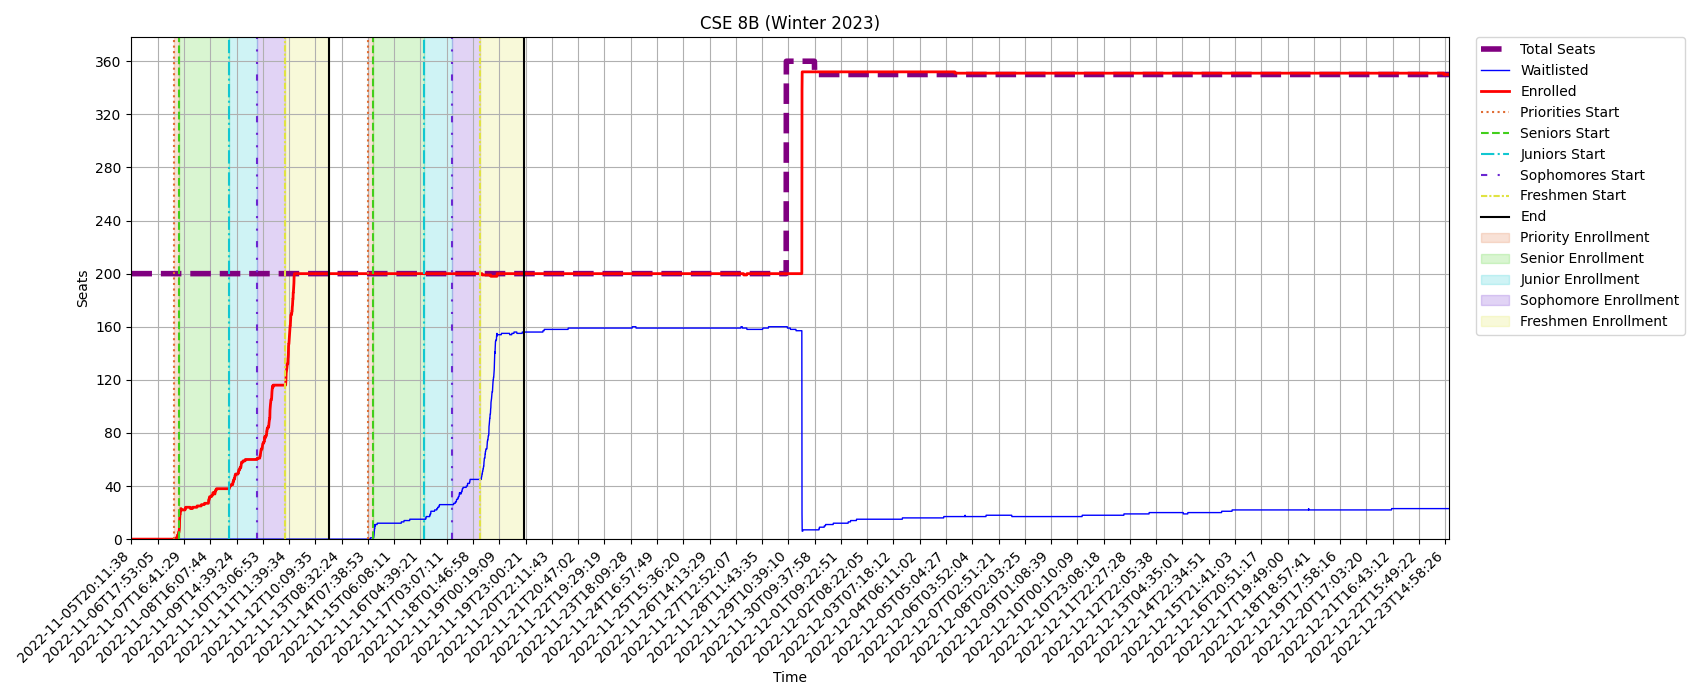 CSE 8B (Winter 2023)
360
320
280
240
200
160
120
80
40
0
Seats
2022-11-05T20:11:38
2022-11-06T17:53:05
2022-11-07T16:41:29
2022-11-08T16:07:44
2022-11-09T14:39:24
2022-11-10T13:06:53
2022-11-11T11:39:34
2022-11-12T10:09:35
2022-11-13T08:32:24
2022-11-14T07:38:53
2022-11-15T06:08:11
2022-11-16T04:39:21
2022-11-17T03:07:11
2022-11-18T01:46:58
2022-11-19T00:19:09
2022-11-19T23:00:21
2022-11-20T22:11:43
2022-11-21T20:47:02
2022-11-22T19:29:19
2022-11-23T18:09:28
2022-11-24T16:57:49
2022-11-25T15:36:20
2022-11-26T14:13:29
2022-11-27T12:52:07
2022-11-28T11:43:35
2022-11-29T10:39:10
2022-11-30T09:37:58
2022-12-01T09:22:51
2022-12-02T08:22:05
2022-12-03T07:18:12
2022-12-04T06:11:02
2022-12-05T05:04:27
2022-12-06T03:52:04
2022-12-07T02:51:21
2022-12-08T02:03:25
2022-12-09T01:08:39
2022-12-10T00:10:09
2022-12-10T23:08:18
2022-12-11T22:27:28
2022-12-12T22:05:38
2022-12-13T04:35:01
2022-12-14T22:34:51
2022-12-15T21:41:03
2022-12-16T20:51:17
2022-12-17T19:49:00
2022-12-18T18:57:41
2022-12-19T17:58:16
2022-12-20T17:03:20
2022-12-21T16:43:12
2022-12-22T15:49:22
2022-12-23T14:58:26
Time
Total Seats
Waitlisted
Enrolled
Priorities Start
Seniors Start
Juniors Start
Sophomores Start
Freshmen Start
End
Priority Enrollment
Senior Enrollment
Junior Enrollment
Sophomore Enrollment
Freshmen Enrollment